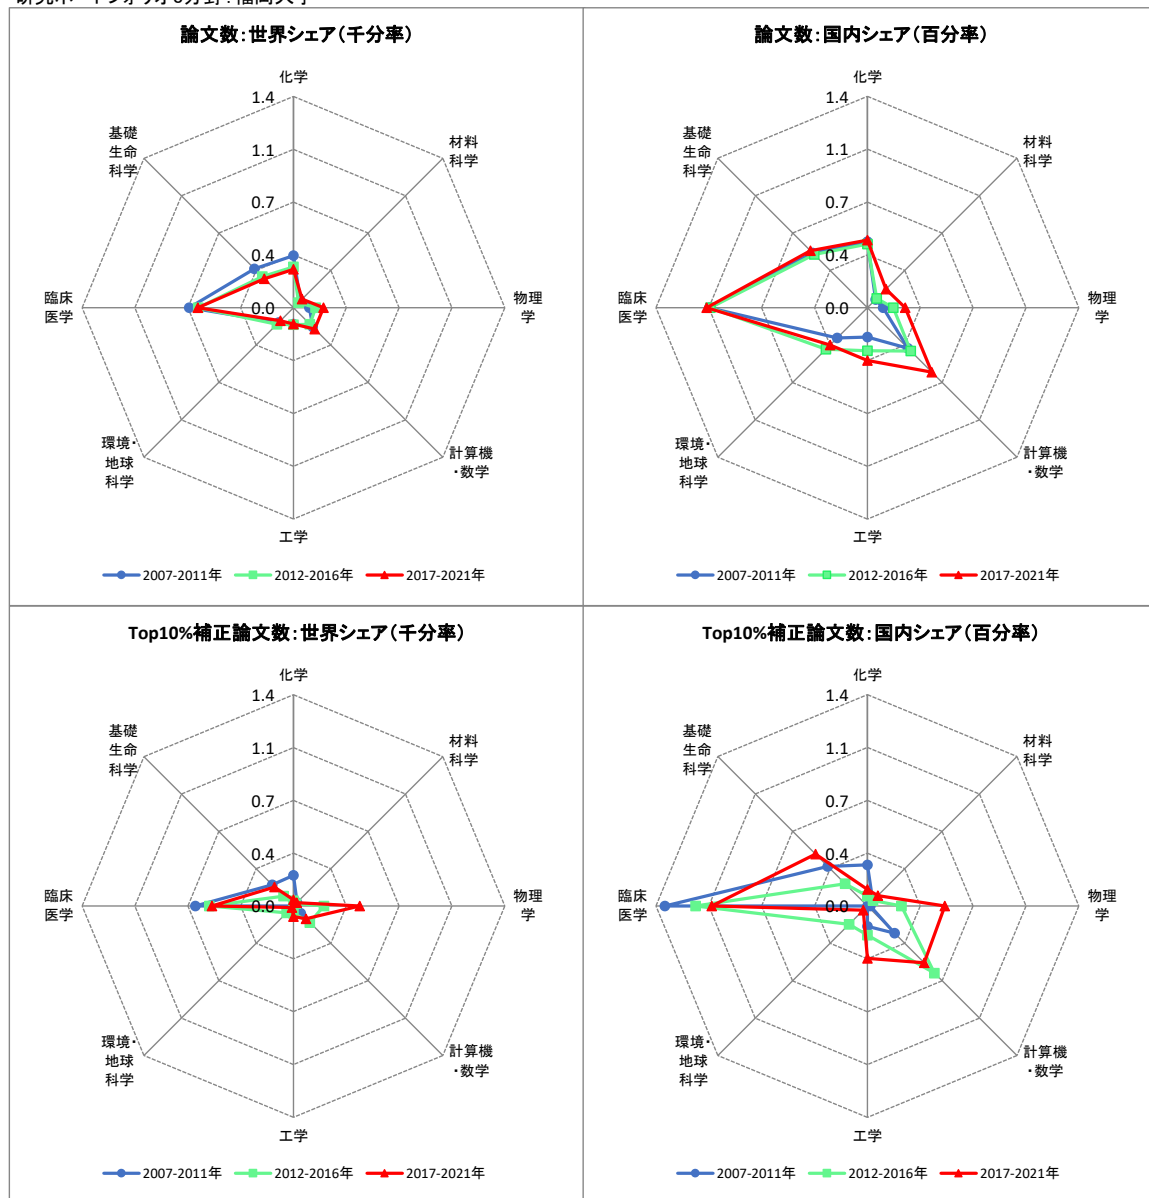 論文数：世界シェア（千分率）
化学
1.4
1.1
0.7
0.4
0.0
材料
科学
物理
学
計算機
・数学
工学
環境・
地球
科学
臨床
医学
基礎
生命
科学
2007-2011年 2012-2016年 2017-2021年
論文数：国内シェア（百分率）
化学
1.4
1.1
0.7
0.4
0.0
材料
科学
物理
学
計算機
・数学
工学
環境・
地球
科学
臨床
医学
基礎
生命
科学
2007-2011年 2012-2016年 2017-2021年
Top10%補正論文数：世界シェア（千分率）
化学
1.4
1.1
0.7
0.4
0.0
材料
科学
物理
学
計算機
・数学
工学
環境・
地球
科学
臨床
医学
基礎
生命
科学
2007-2011年 2012-2016年 2017-2021年
Top10%補正論文数：国内シェア（百分率）
化学
1.4
1.1
0.7
0.4
0.0
材料
科学
物理
学
計算機
・数学
工学
環境・
地球
科学
臨床
医学
基礎
生命
科学
2007-2011年 2012-2016年 2017-2021年